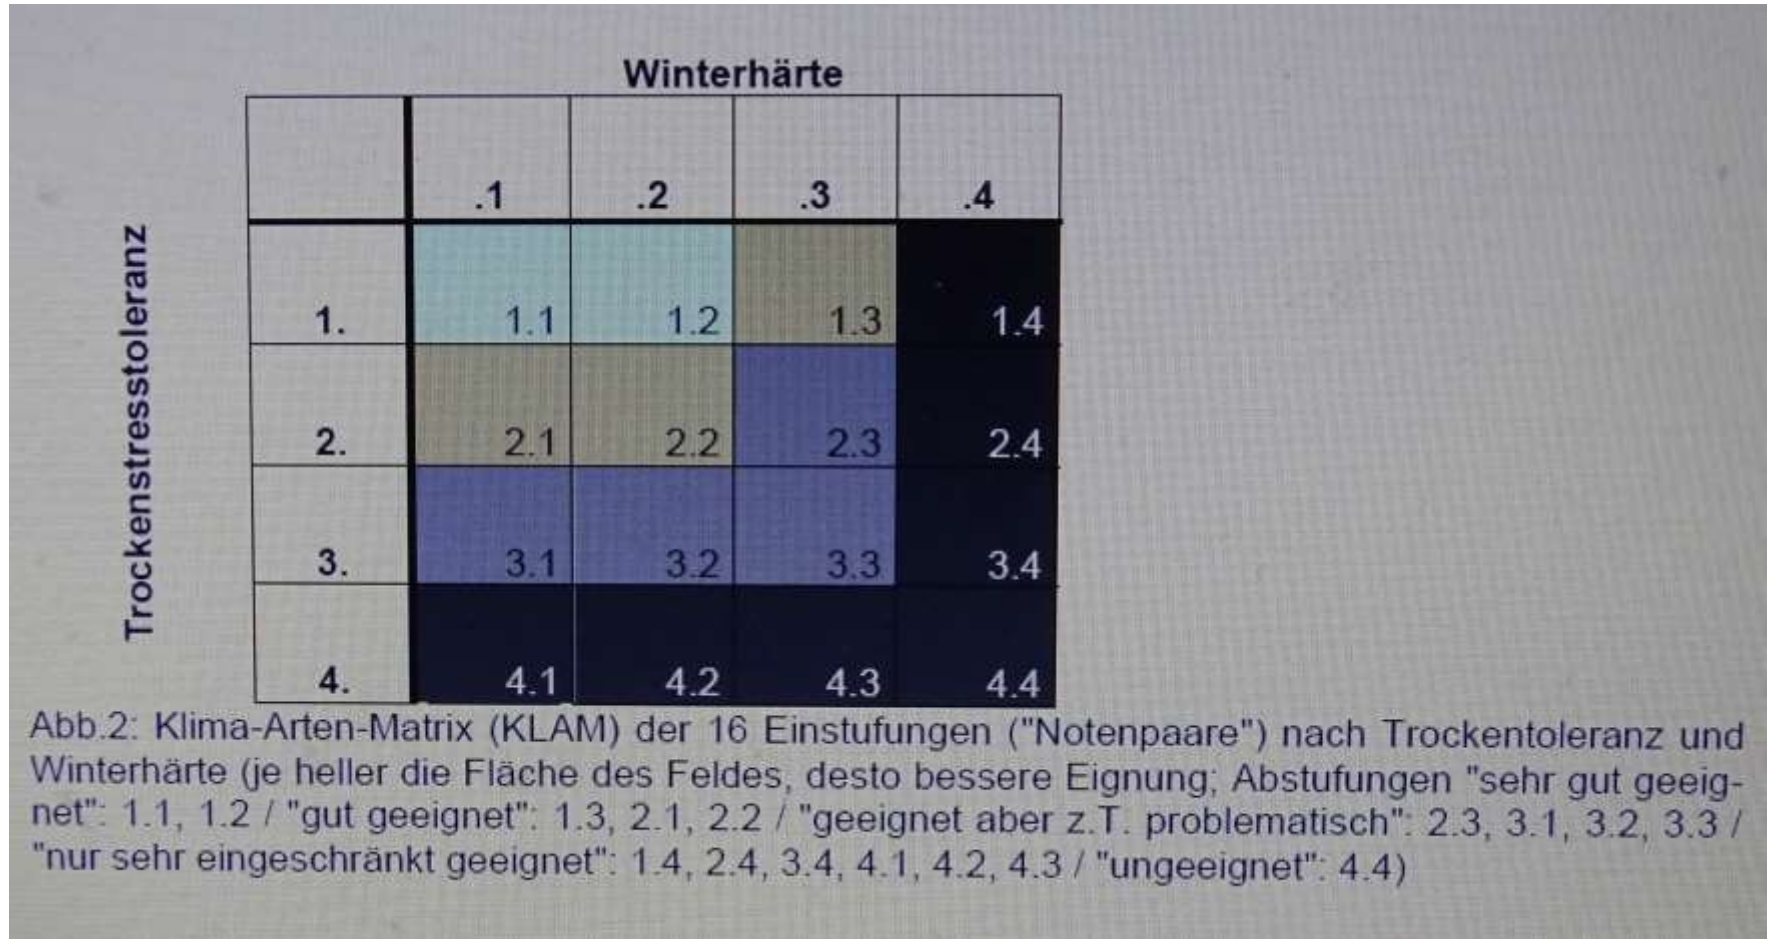 Winterhärte
.1 .2 .3 .4
Trockenstresstoleranz
1. 1.1 1.2 1.3 1.4
2. 2.1 2.2 2.3 2.4
3. 3.1 3.2 3.3 3.4
4. 4.1 4.2 4.3 4.4
Abb.2: Klima-Arten-Matrix (KLAM) der 16 Einstufungen ("Notenpaare") nach Trockentoleranz und
Winterhärte (je heller die Fläche des Feldes, desto bessere Eignung; Abstufungen "sehr gut geeig-
net": 1.1, 1.2 / "gut geeignet": 1.3, 2.1, 2.2 / "geeignet aber z.T. problematisch": 2.3, 3.1, 3.2, 3.3 /
"nur sehr eingeschränkt geeignet": 1.4, 2.4, 3.4, 4.1, 4.2, 4.3 / "ungeeignet": 4.4)